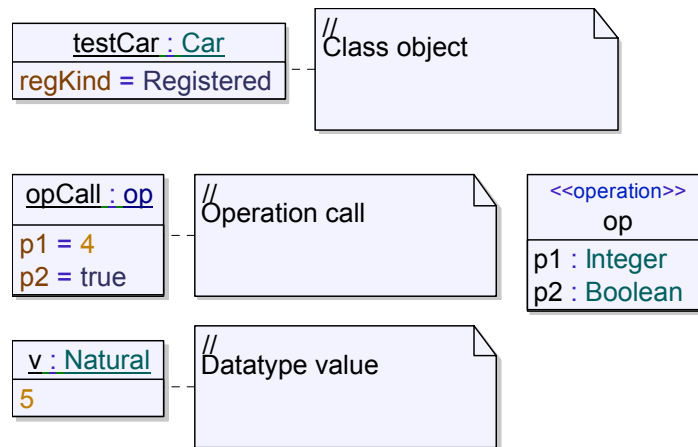 testCar : Car
regKind = Registered
//
Class object
opCall : op
p1 = 4
p2 = true
//
Operation call
<<operation>>
op
p1 : Integer
p2 : Boolean
v : Natural
5
//
Datatype value